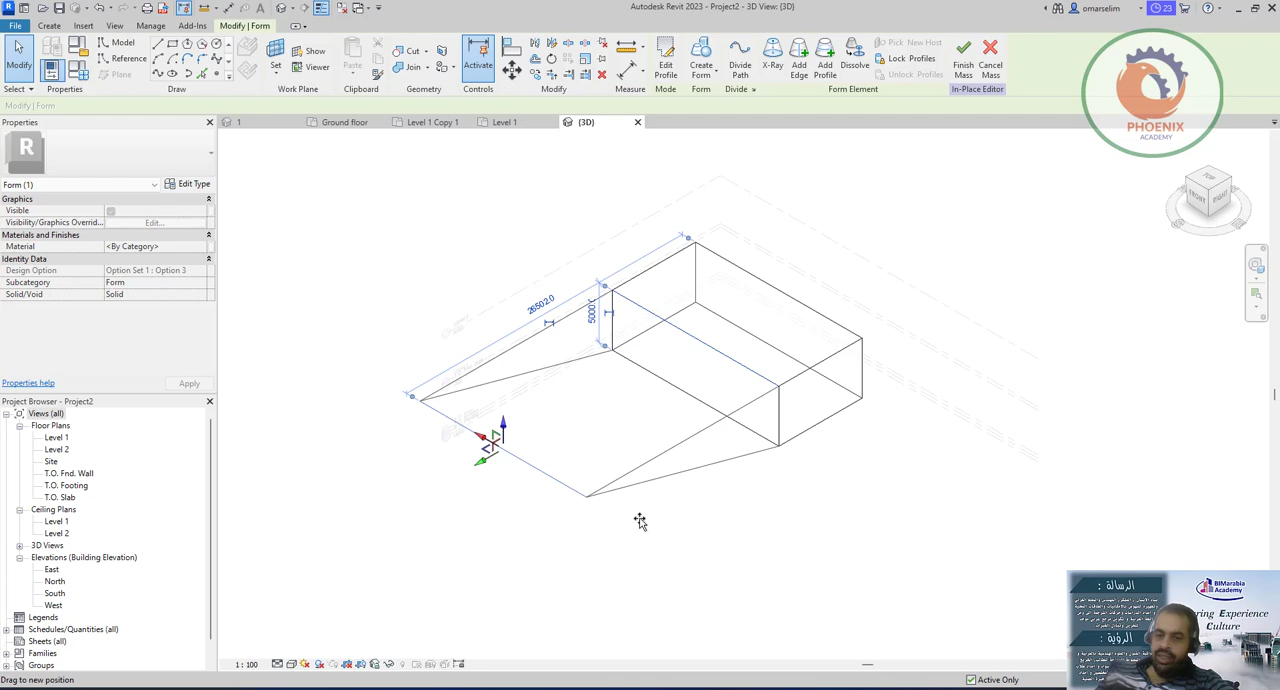 Autodesk Revit 2023 - Project2 - 3D View: {3D}
omarselim
23
File Create Insert View Manage Add-Ins Modify | Form
Modify
Select
Properties
Model
Reference
Plane
Draw
Set
Show
Viewer
Work Plane
Paste
Clipboard
Cut
Join
Geometry
Activate
Controls
Modify
Measure
Edit Profile
Mode
Create Form
Form
Divide Path
Divide
X-Ray
Add Edge
Add Profile
Dissolve
Pick New Host
Lock Profiles
Unlock Profiles
Form Element
Finish Mass
Cancel Mass
In-Place Editor
PHOENIX
ACADEMY
Modify | Form
Properties
1
Ground floor
Level 1 Copy 1
Level 1
{3D}
R
Form (1)
Edit Type
Graphics
Visible
Visibility/Graphics Overrid...
Edit...
Materials and Finishes
Material <By Category>
Identity Data
Design Option Option Set 1 : Option 3
Subcategory Form
Solid/Void Solid
Properties help
Apply
Project Browser - Project2
Views (all)
Floor Plans
Level 1
Level 2
Site
T.O. Fnd. Wall
T.O. Footing
T.O. Slab
Ceiling Plans
Level 1
Level 2
3D Views
Elevations (Building Elevation)
East
North
South
West
Legends
Schedules/Quantities (all)
Sheets (all)
Families
Groups
26502.0
TOP
FRONT
RIGHT
1 : 100
Drag to new position
Active Only
الرسالة :
الرؤية :
BIMarabia
Academy
Experience
Culture